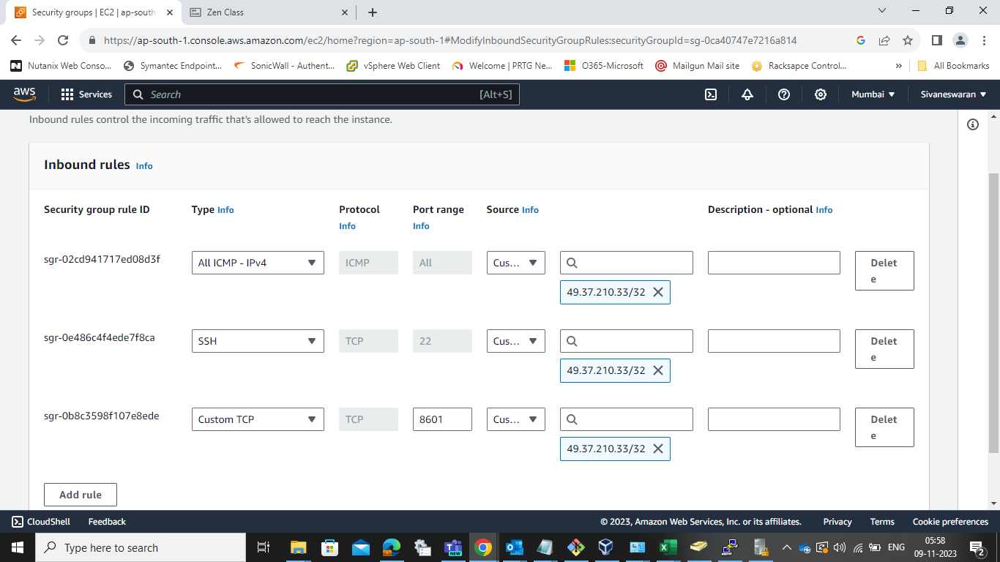 Security groups | EC2 | ap-south
Zen Class
https://ap-south-1.console.aws.amazon.com/ec2/home?region=ap-south-1#ModifyInboundSecurityGroupRules:securityGroupId=sg-0ca40747e7216a814
Nutanix Web Conso... Symantec Endpoint... SonicWall - Authent... vSphere Web Client Welcome | PRTG Ne... O365-Microsoft Mailgun Mail site Racksapce Control... » All Bookmarks
aws Services Search [Alt+S] Mumbai Sivaneswaran
Inbound rules control the incoming traffic that's allowed to reach the instance.
Inbound rules Info
Security group rule ID Type Info Protocol Info Port range Info Source Info Description - optional Info
sgr-02cd941717ed08d3f All ICMP - IPv4 ICMP All Cus... Delet
e
49.37.210.33/32
sgr-0e486c4f4ede7f8ca SSH TCP 22 Cus... Delet
e
49.37.210.33/32
sgr-0b8c3598f107e8ede Custom TCP TCP 8601 Cus... Delet
e
49.37.210.33/32
Add rule
CloudShell Feedback © 2023, Amazon Web Services, Inc. or its affiliates. Privacy Terms Cookie preferences
Type here to search NEW ENG 05:58
09-11-2023 2